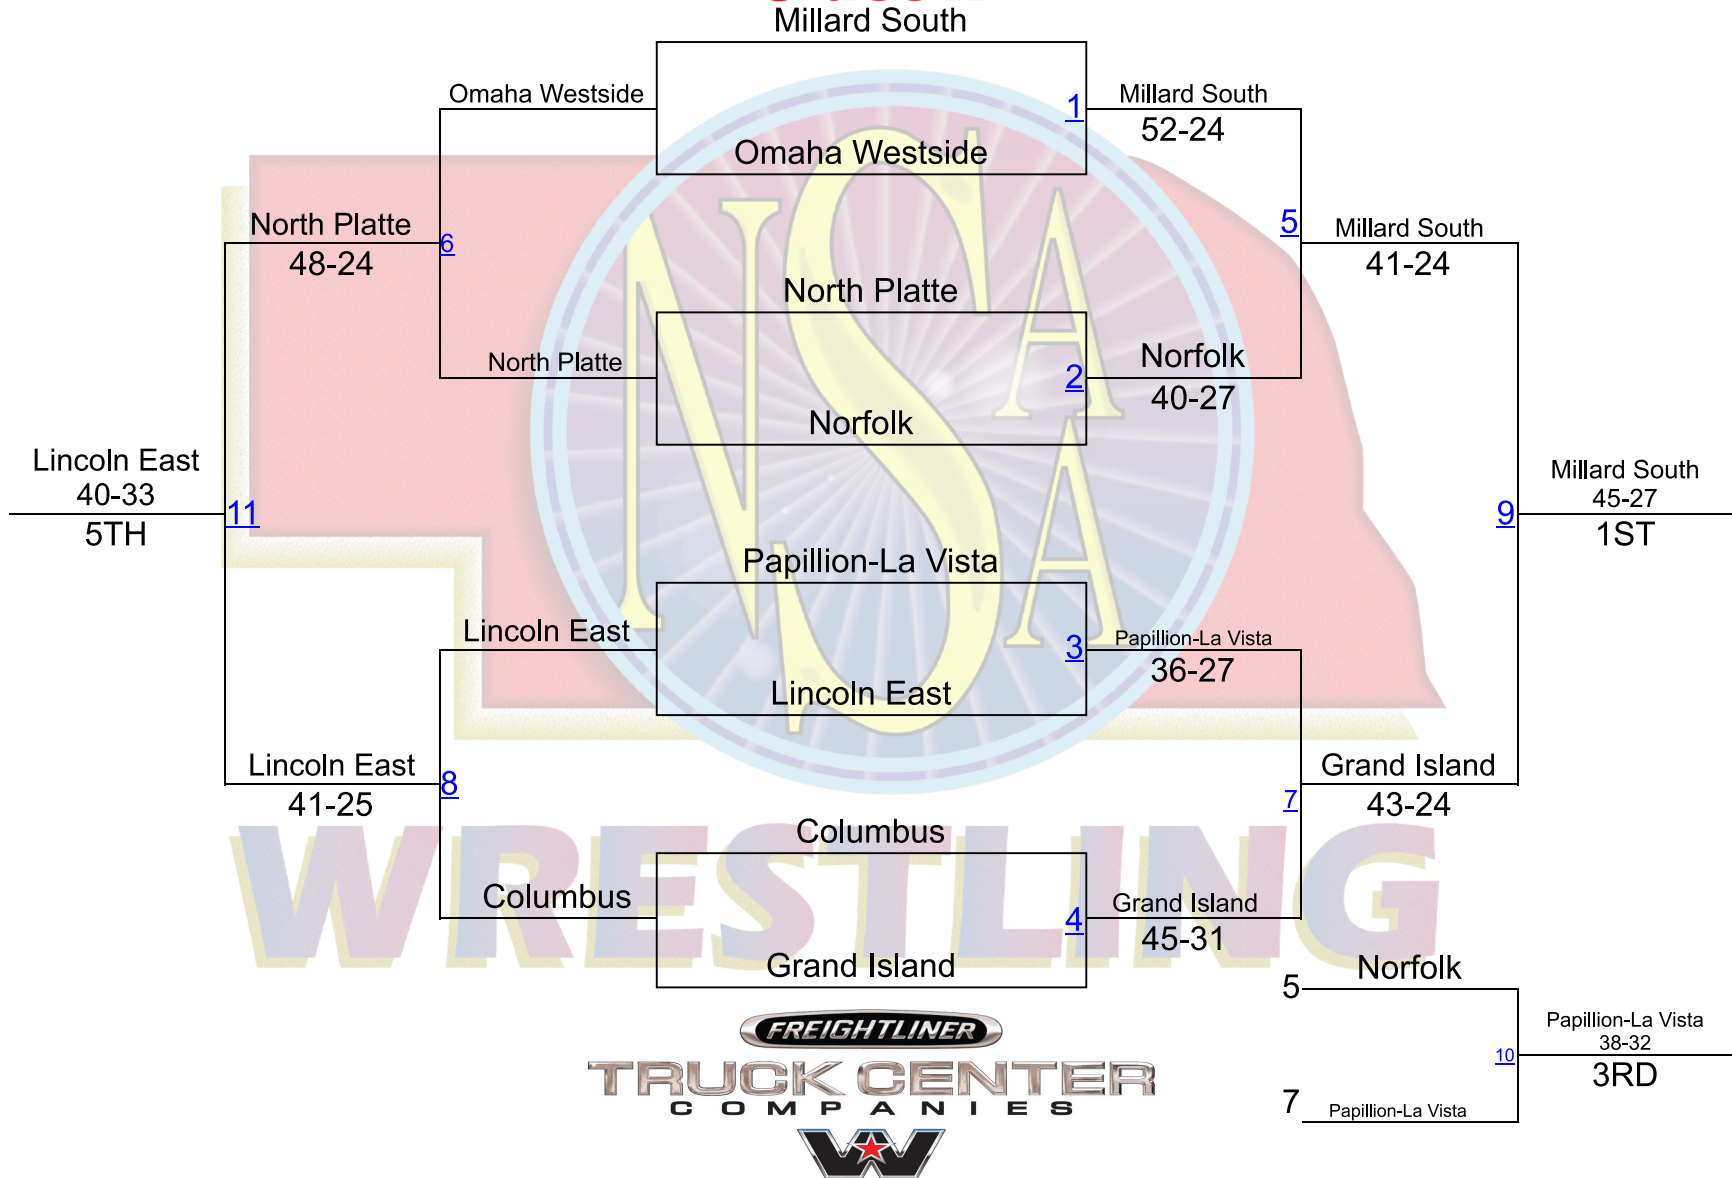 Millard South
Omaha Westside
1
Millard South
52-24
Omaha Westside
North Platte
48-24
6
5
Millard South
41-24
North Platte
North Platte
2
Norfolk
40-27
Norfolk
Lincoln East
40-33
5TH
11
9
Millard South
45-27
1ST
NSAA
Papillion-La Vista
Lincoln East
3
Papillion-La Vista
36-27
Lincoln East
Lincoln East
41-25
8
7
Grand Island
43-24
Columbus
Columbus
4
Grand Island
45-31
Grand Island
WRESTLING
5
Norfolk
10
Papillion-La Vista
38-32
3RD
7
Papillion-La Vista
FREIGHTLINER
TRUCK CENTER
COMPANIES